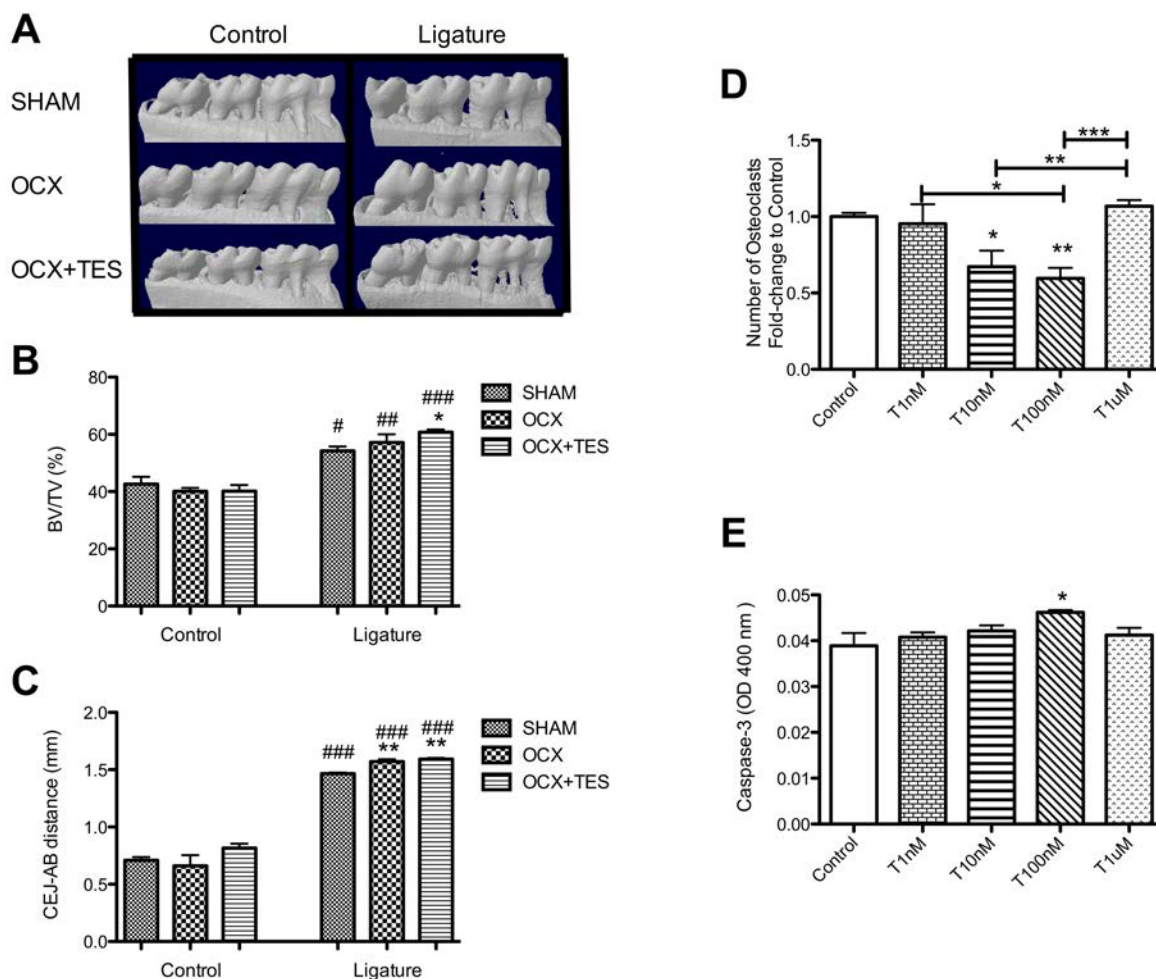 A
Control Ligature
SHAM
OCX
OCX+TES
B
80
60
40
20
0
BV/TV (%)
# ## ###
*
SHAM
OCX
OCX+TES
Control Ligature
C
2.0
1.5
1.0
0.5
0.0
CEJ-AB distance (mm)
### ### ###
** **
SHAM
OCX
OCX+TES
Control Ligature
D
1.5
1.0
0.5
0.0
Number of Osteoclasts
Fold-change to Control
***
**
*
* **
Control T1nM T10nM T100nM T1uM
E
0.05
0.04
0.03
0.02
0.01
0.00
Caspase-3 (OD 400 nm )
*
Control T1nM T10nM T100nM T1uM